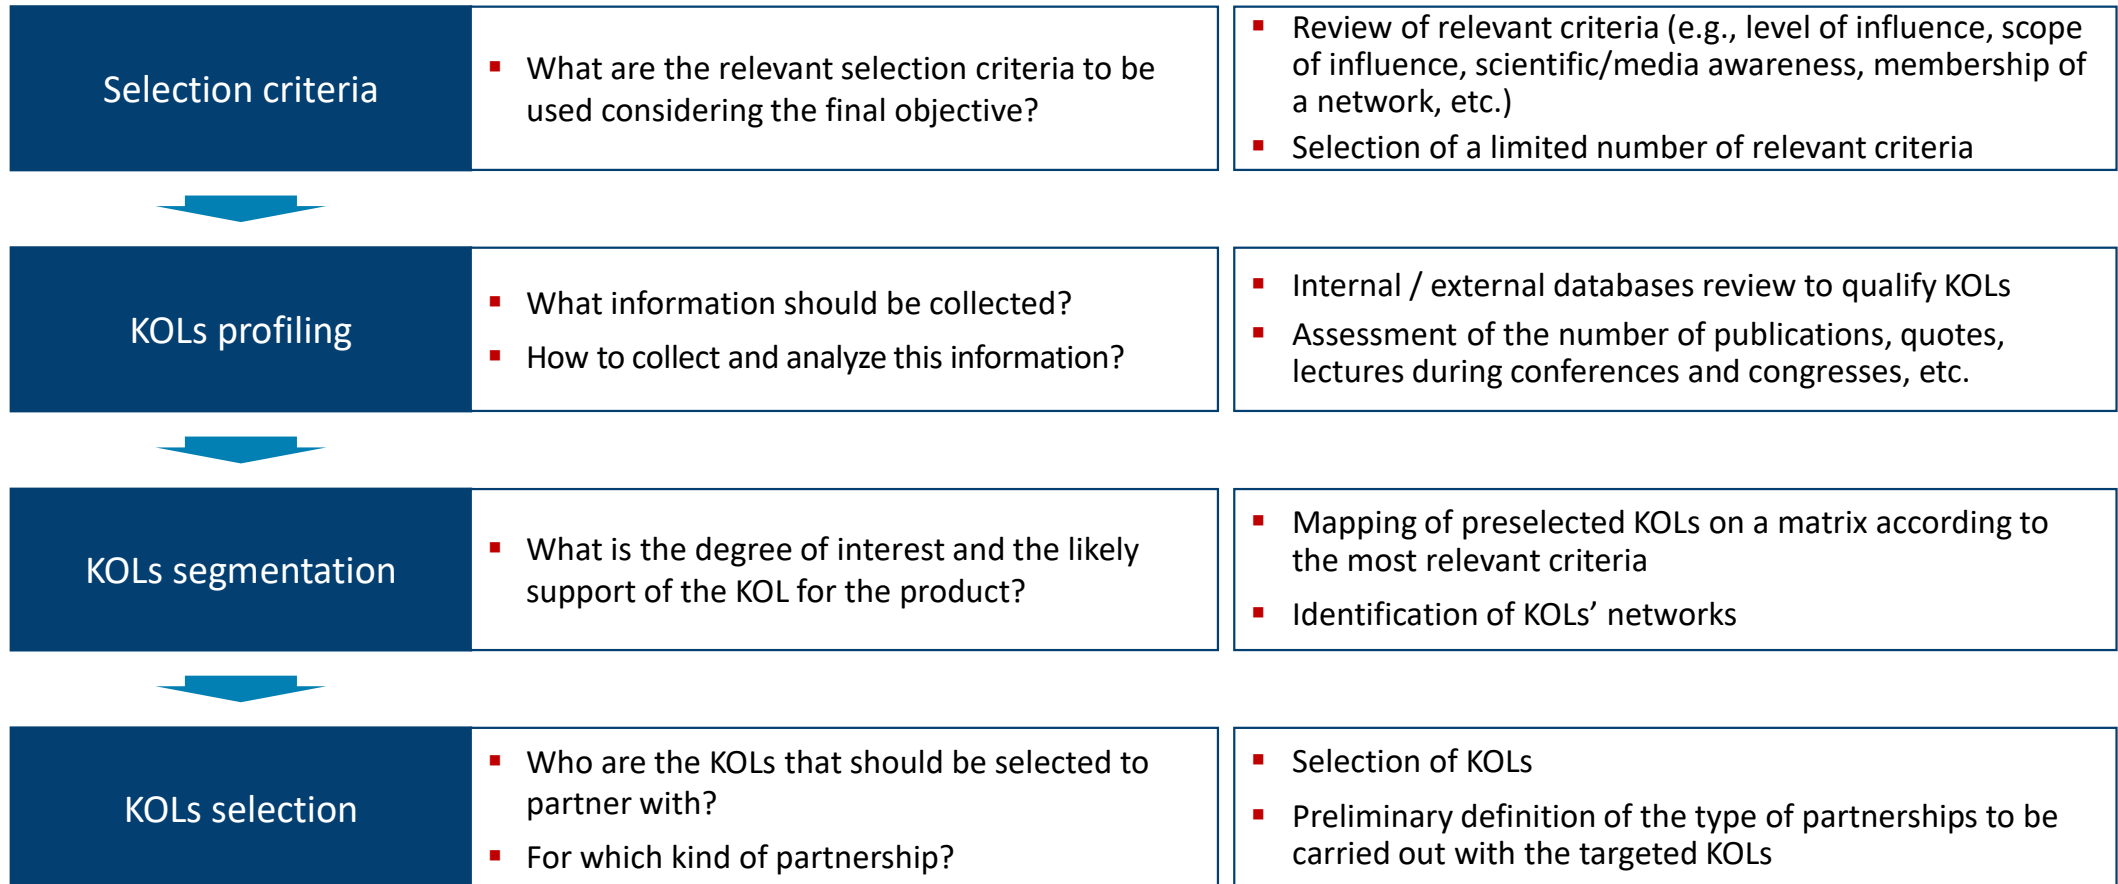 Selection criteria
▪ What are the relevant selection criteria to be
used considering the final objective?
▪ Review of relevant criteria (e.g., level of influence, scope
of influence, scientific/media awareness, membership of
a network, etc.)
▪ Selection of a limited number of relevant criteria
KOLs profiling
▪ What information should be collected?
▪ How to collect and analyze this information?
▪ Internal / external databases review to qualify KOLs
▪ Assessment of the number of publications, quotes,
lectures during conferences and congresses, etc.
KOLs segmentation
▪ What is the degree of interest and the likely
support of the KOL for the product?
▪ Mapping of preselected KOLs on a matrix according to
the most relevant criteria
▪ Identification of KOLs’ networks
KOLs selection
▪ Who are the KOLs that should be selected to
partner with?
▪ For which kind of partnership?
▪ Selection of KOLs
▪ Preliminary definition of the type of partnerships to be
carried out with the targeted KOLs